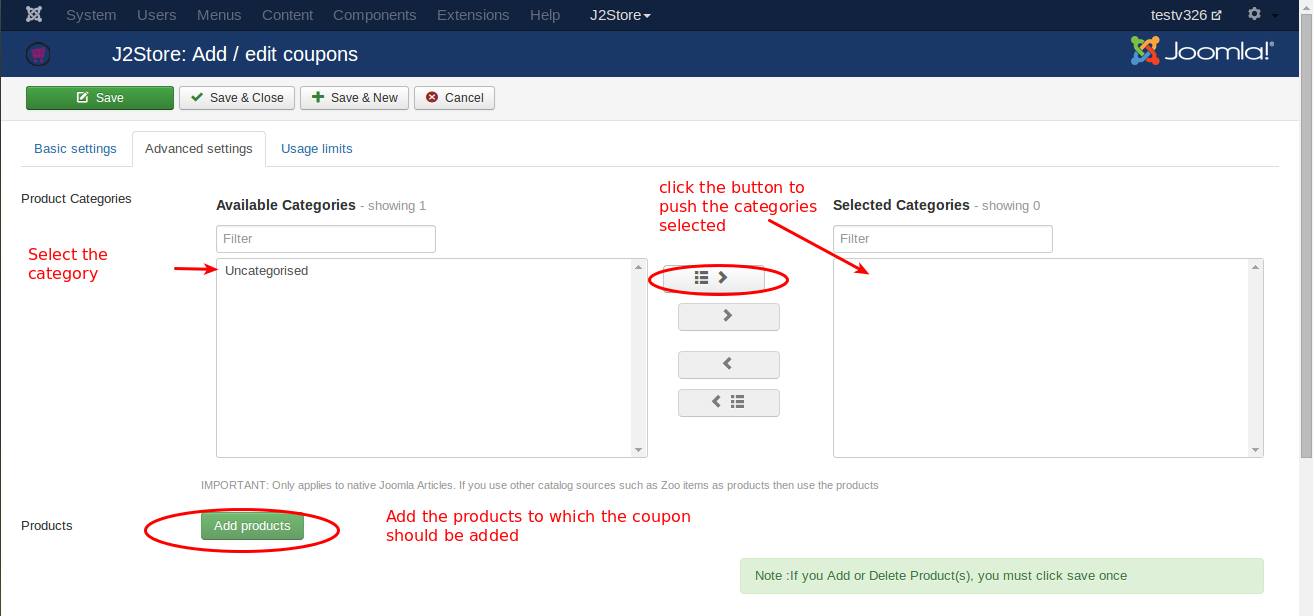 System Users Menus Content Components Extensions Help J2Store testv326
J2Store: Add / edit coupons Joomla!®
Save Save & Close Save & New Cancel
Basic settings Advanced settings Usage limits
Product Categories
Available Categories - showing 1
Filter
Uncategorised
Select the
category
click the button to
push the categories
selected
Selected Categories - showing 0
Filter
IMPORTANT: Only applies to native Joomla Articles. If you use other catalog sources such as Zoo items as products then use the products
Products
Add products
Add the products to which the coupon
should be added
Note :If you Add or Delete Product(s), you must click save once